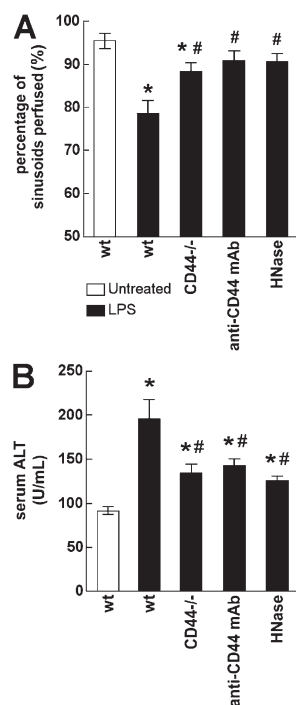 A
percentage of
sinusoids perfused (%)
100
90
80
70
60
50
*
* #
#
#
wt
wt
CD44-/-
anti-CD44 mAb
HNase
Untreated
LPS
B
serum ALT
(U/mL)
250
200
150
100
50
0
*
*#
*#
*#
wt
wt
CD44-/-
anti-CD44 mAb
HNase